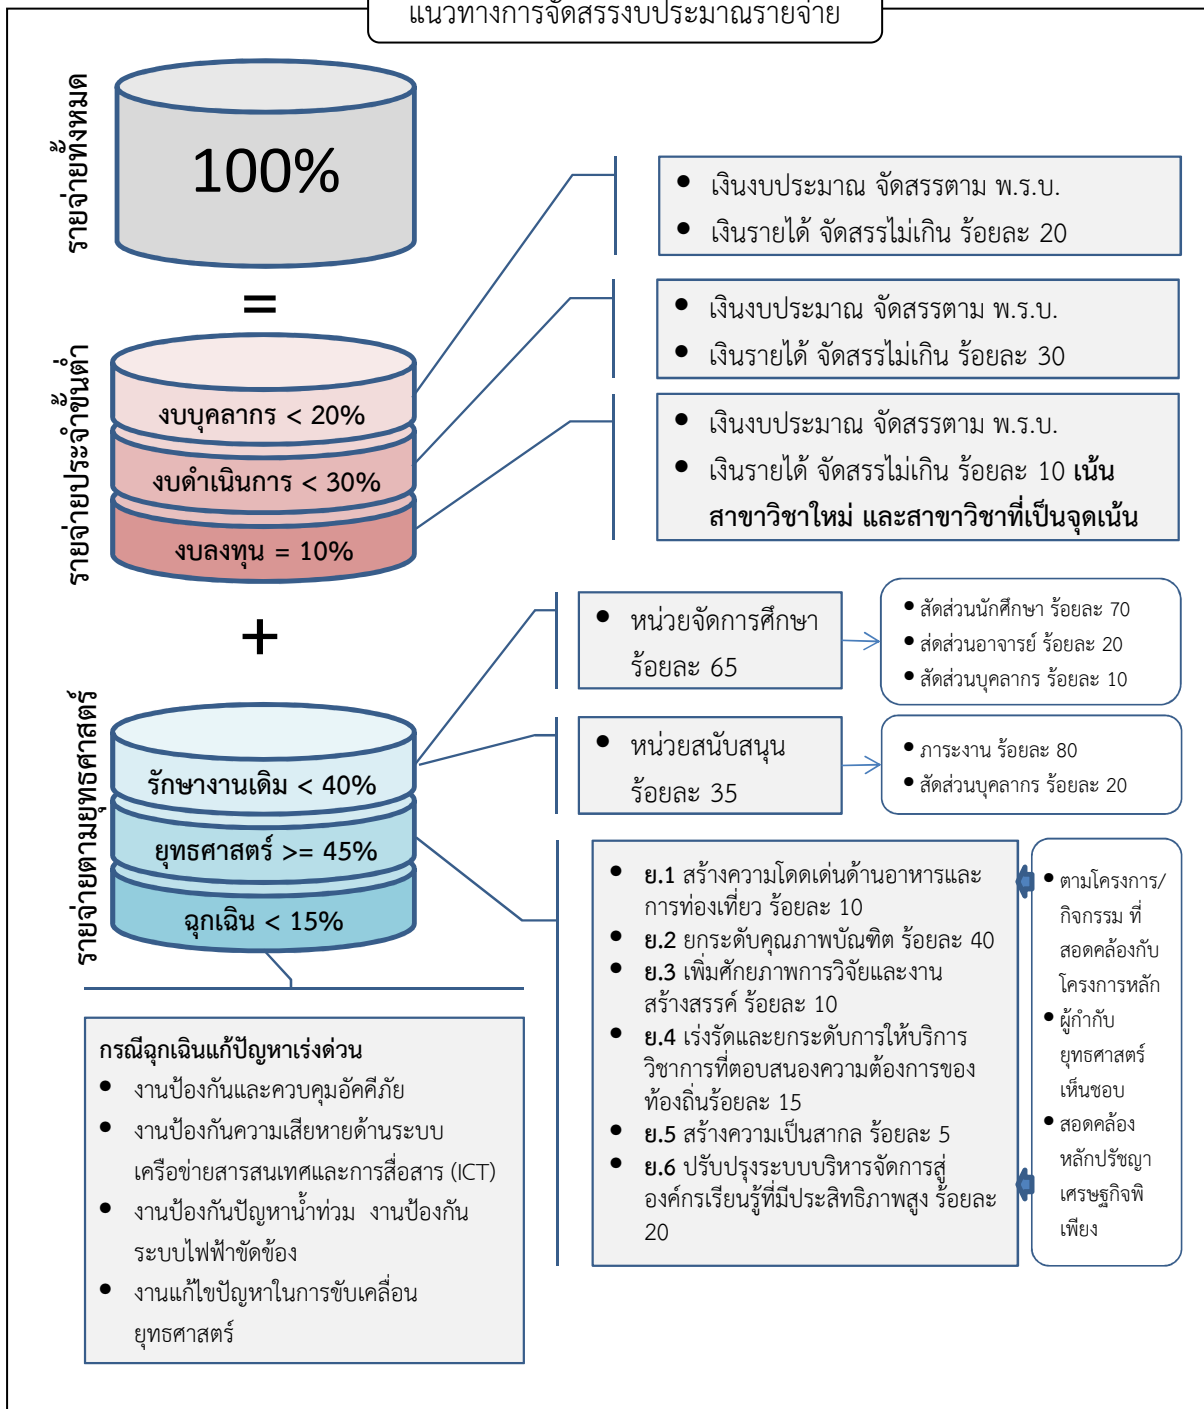 แนวทางการจัดสรรงบประมาณรายจ่าย
รายจ่ายทั้งหมด
100%
=
รายจ่ายประจำขั้นต่ำ
งบบุคลากร < 20%
งบดำเนินการ < 30%
งบลงทุน = 10%
● เงินงบประมาณ จัดสรรตาม พ.ร.บ.
● เงินรายได้ จัดสรรไม่เกิน ร้อยละ 20
● เงินงบประมาณ จัดสรรตาม พ.ร.บ.
● เงินรายได้ จัดสรรไม่เกิน ร้อยละ 30
● เงินงบประมาณ จัดสรรตาม พ.ร.บ.
● เงินรายได้ จัดสรรไม่เกิน ร้อยละ 10 เน้น
สาขาวิชาใหม่ และสาขาวิชาที่เป็นจุดเน้น
+
รายจ่ายตามยุทธศาสตร์
รักษางานเดิม < 40%
ยุทธศาสตร์ >= 45%
ฉุกเฉิน < 15%
● หน่วยจัดการศึกษา
ร้อยละ 65
● สัดส่วนนักศึกษา ร้อยละ 70
● ส่ดส่วนอาจารย์ ร้อยละ 20
● สัดส่วนบุคลากร ร้อยละ 10
● หน่วยสนับสนุน
ร้อยละ 35
● ภาระงาน ร้อยละ 80
● สัดส่วนบุคลากร ร้อยละ 20
● ย.1 สร้างความโดดเด่นด้านอาหารและ
การท่องเที่ยว ร้อยละ 10
● ย.2 ยกระดับคุณภาพบัณฑิต ร้อยละ 40
● ย.3 เพิ่มศักยภาพการวิจัยและงาน
สร้างสรรค์ ร้อยละ 10
● ย.4 เร่งรัดและยกระดับการให้บริการ
วิชาการที่ตอบสนองความต้องการของ
ท้องถิ่นร้อยละ 15
● ย.5 สร้างความเป็นสากล ร้อยละ 5
● ย.6 ปรับปรุงระบบบริหารจัดการสู่
องค์กรเรียนรู้ที่มีประสิทธิภาพสูง ร้อยละ
20
● ตามโครงการ/
กิจกรรม ที่
สอดคล้องกับ
โครงการหลัก
● ผู้กำกับ
ยุทธศาสตร์
เห็นชอบ
● สอดคล้อง
หลักปรัชญา
เศรษฐกิจพิ
เพียง
กรณีฉุกเฉินแก้ปัญหาเร่งด่วน
● งานป้องกันและควบคุมอัคคีภัย
● งานป้องกันความเสียหายด้านระบบ
เครือข่ายสารสนเทศและการสื่อสาร (ICT)
● งานป้องกันปัญหาน้ำท่วม งานป้องกัน
ระบบไฟฟ้าขัดข้อง
● งานแก้ไขปัญหาในการขับเคลื่อน
ยุทธศาสตร์